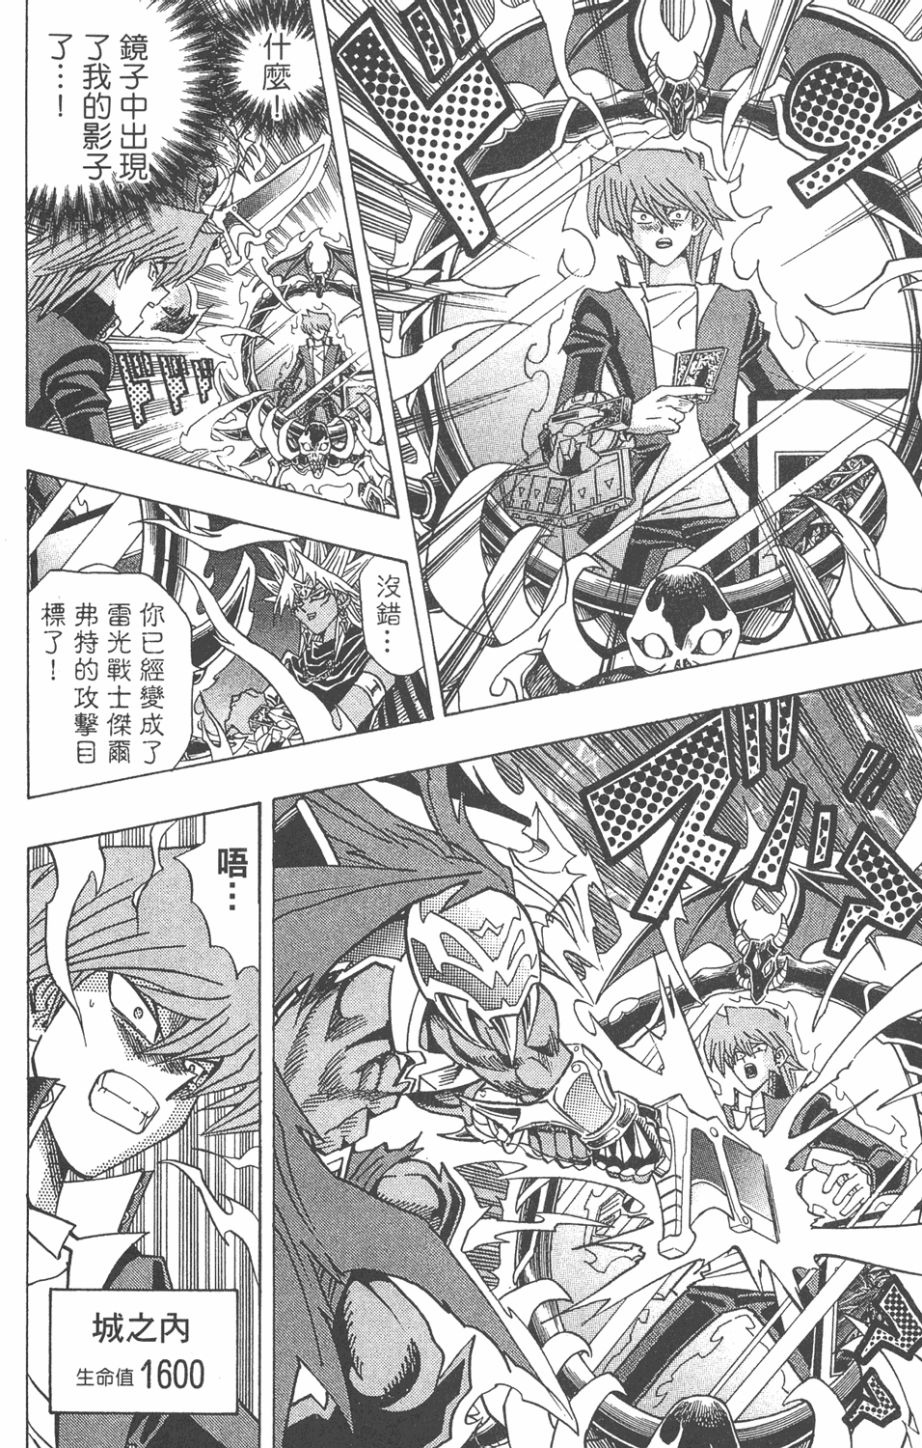 什麼！
鏡子中出現
了我的影子
了…！
沒錯…
你已經變成了
雷光戰士傑爾
弗特的攻擊目
標了！
唔…
城之內
生命值 1600